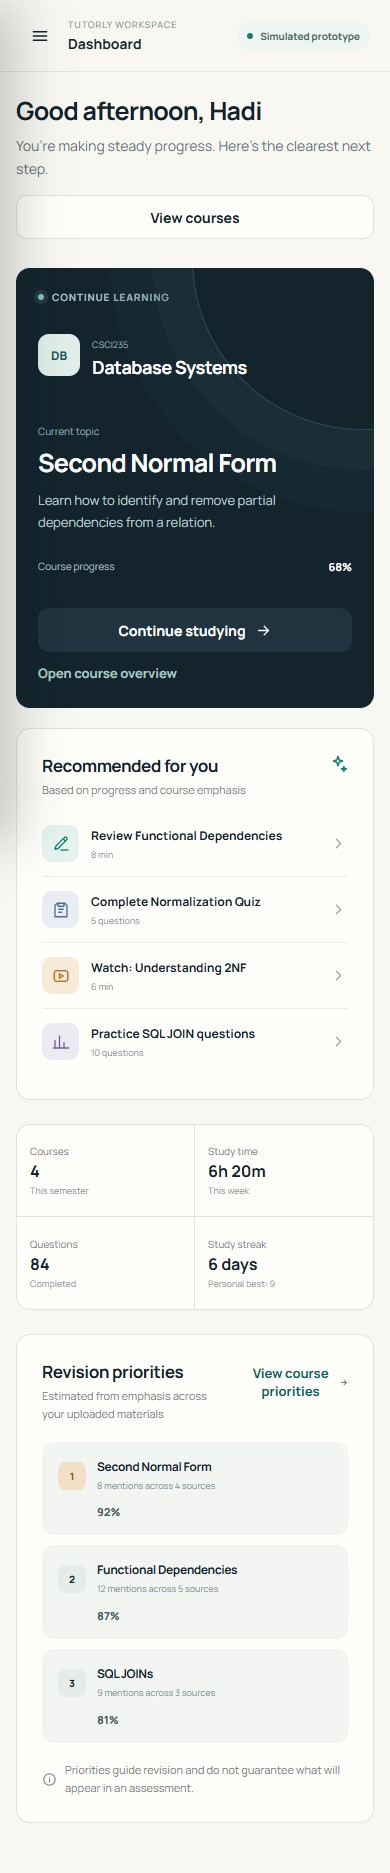 TUTORLY WORKSPACE
Dashboard
Simulated prototype
Good afternoon, Hadi
You're making steady progress. Here's the clearest next
step.
View courses
CONTINUE LEARNING
DB
CSCI235
Database Systems
Current topic
Second Normal Form
Learn how to identify and remove partial
dependencies from a relation.
Course progress
68%
Continue studying
Open course overview
Recommended for you
Based on progress and course emphasis
Review Functional Dependencies
8 min
Complete Normalization Quiz
5 questions
Watch: Understanding 2NF
6 min
Practice SQL JOIN questions
10 questions
Courses
4
This semester
Study time
6h 20m
This week
Questions
84
Completed
Study streak
6 days
Personal best: 9
Revision priorities
Estimated from emphasis across
your uploaded materials
View course
priorities
1
Second Normal Form
8 mentions across 4 sources
92%
2
Functional Dependencies
12 mentions across 5 sources
87%
3
SQL JOINs
9 mentions across 3 sources
81%
Priorities guide revision and do not guarantee what will
appear in an assessment.